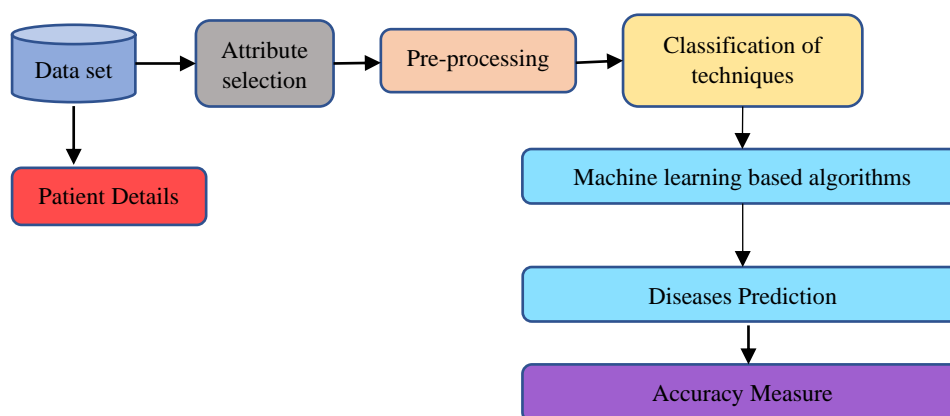 Data set
Attribute
selection
Pre-processing
Classification of
techniques
Patient Details
Machine learning based algorithms
Diseases Prediction
Accuracy Measure